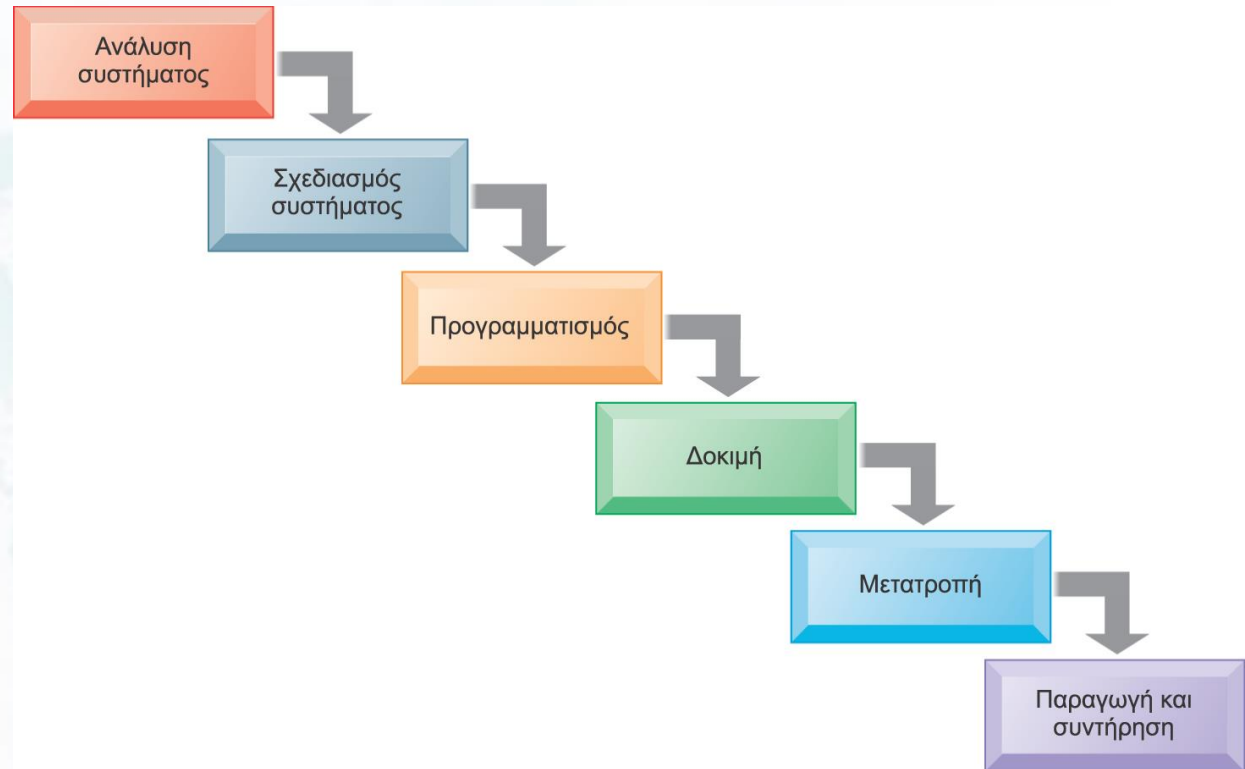 Ανάλυση
συστήματος
Σχεδιασμός
συστήματος
Προγραμματισμός
Δοκιμή
Μετατροπή
Παραγωγή και
συντήρηση